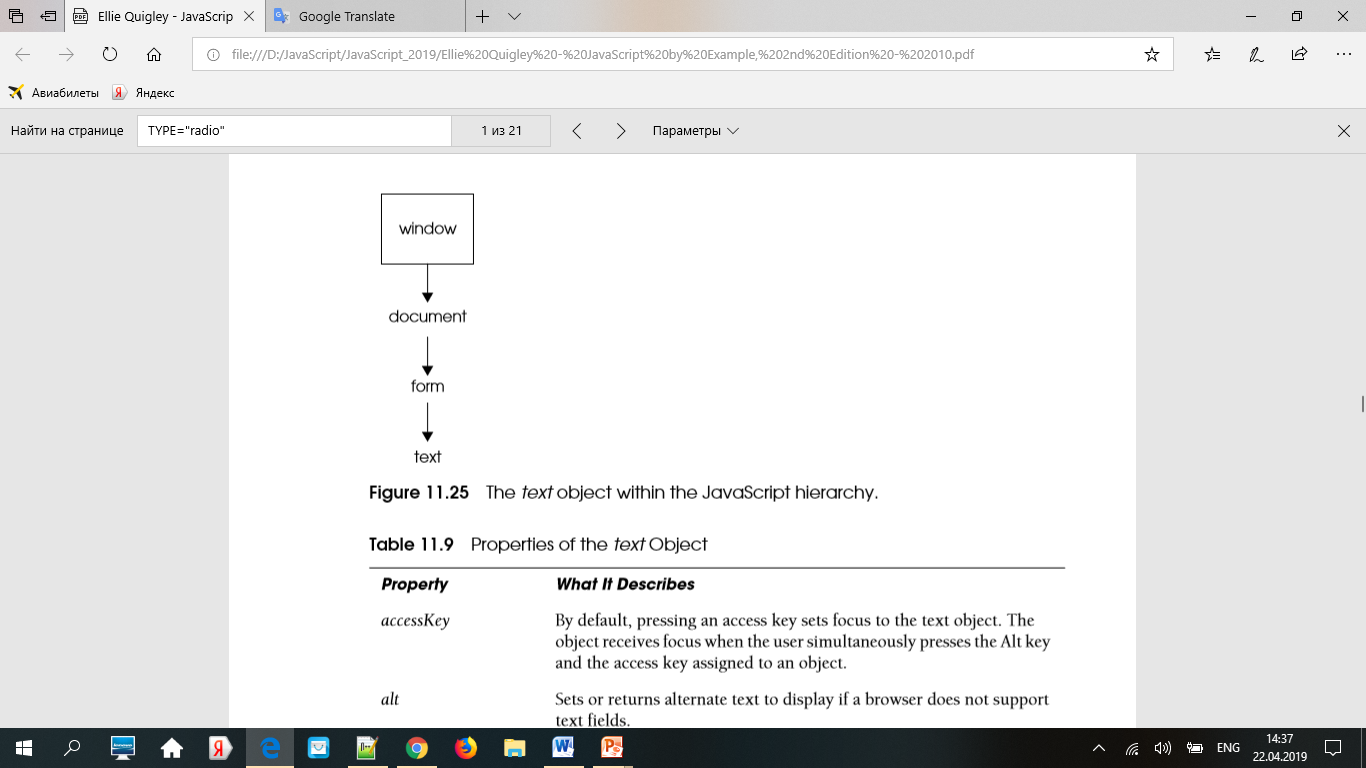 Ellie Quigley - JavaScrip
Google Translate
file:///D:/JavaScript/JavaScript_2019/Ellie%20Quigley%20-%20JavaScript%20by%20Example,%202nd%20Edition%20-%202010.pdf
Авиабилеты
Яндекс
Найти на странице
TYPE="radio"
1 из 21
Параметры
window
document
form
text
Figure 11.25 The text object within the JavaScript hierarchy.
Table 11.9 Properties of the text Object
Property What It Describes
accessKey By default, pressing an access key sets focus to the text object. The
object receives focus when the user simultaneously presses the Alt key
and the access key assigned to an object.
alt Sets or returns alternate text to display if a browser does not support
text fields.
ENG
14:37
22.04.2019